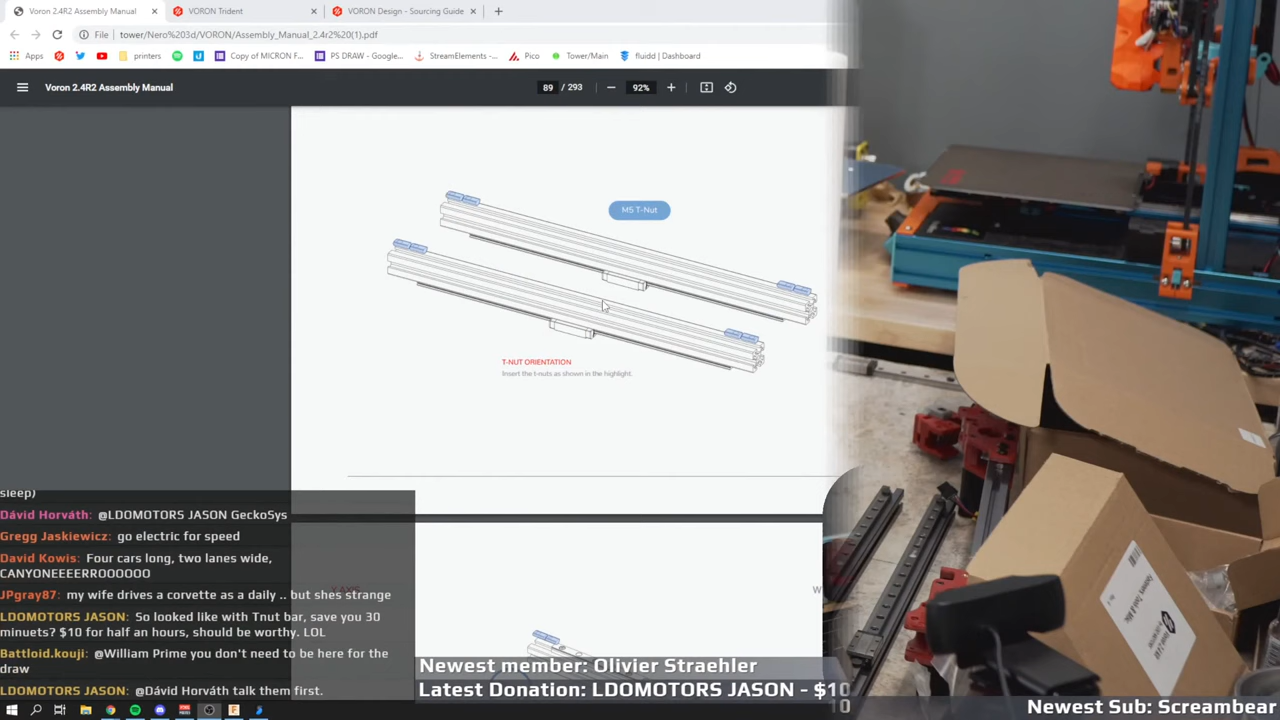 Voron 2.4R2 Assembly Manual
VORON Trident
VORON Design - Sourcing Guide
File
tower/Nero%203d/VORON/Assembly_Manual_2.4r2%20(1).pdf
Apps
printers
Copy of MICRON F...
PS DRAW - Google...
StreamElements - ...
Pico
Tower/Main
fluidd | Dashboard
Voron 2.4R2 Assembly Manual
89 / 293
92%
M5 T-Nut
T-NUT ORIENTATION
Insert the t-nuts as shown in the highlight.
sleep)
Dávid Horváth: @LDOMOTORS JASON GeckoSys
Gregg Jaskiewicz: go electric for speed
David Kowis: Four cars long, two lanes wide,
CANYONEEEERROOOOOO
JPgray87: my wife drives a corvette as a daily .. but shes strange
LDOMOTORS JASON: So looked like with Tnut bar, save you 30
minuets? $10 for half an hours, should be worthy. LOL
Battloid.kouji: @William Prime you don't need to be here for the
draw
LDOMOTORS JASON: @Dávid Horváth talk them first.
Newest member: Olivier Straehler
Latest Donation: LDOMOTORS JASON - $10
10
Newest Sub: Screambear